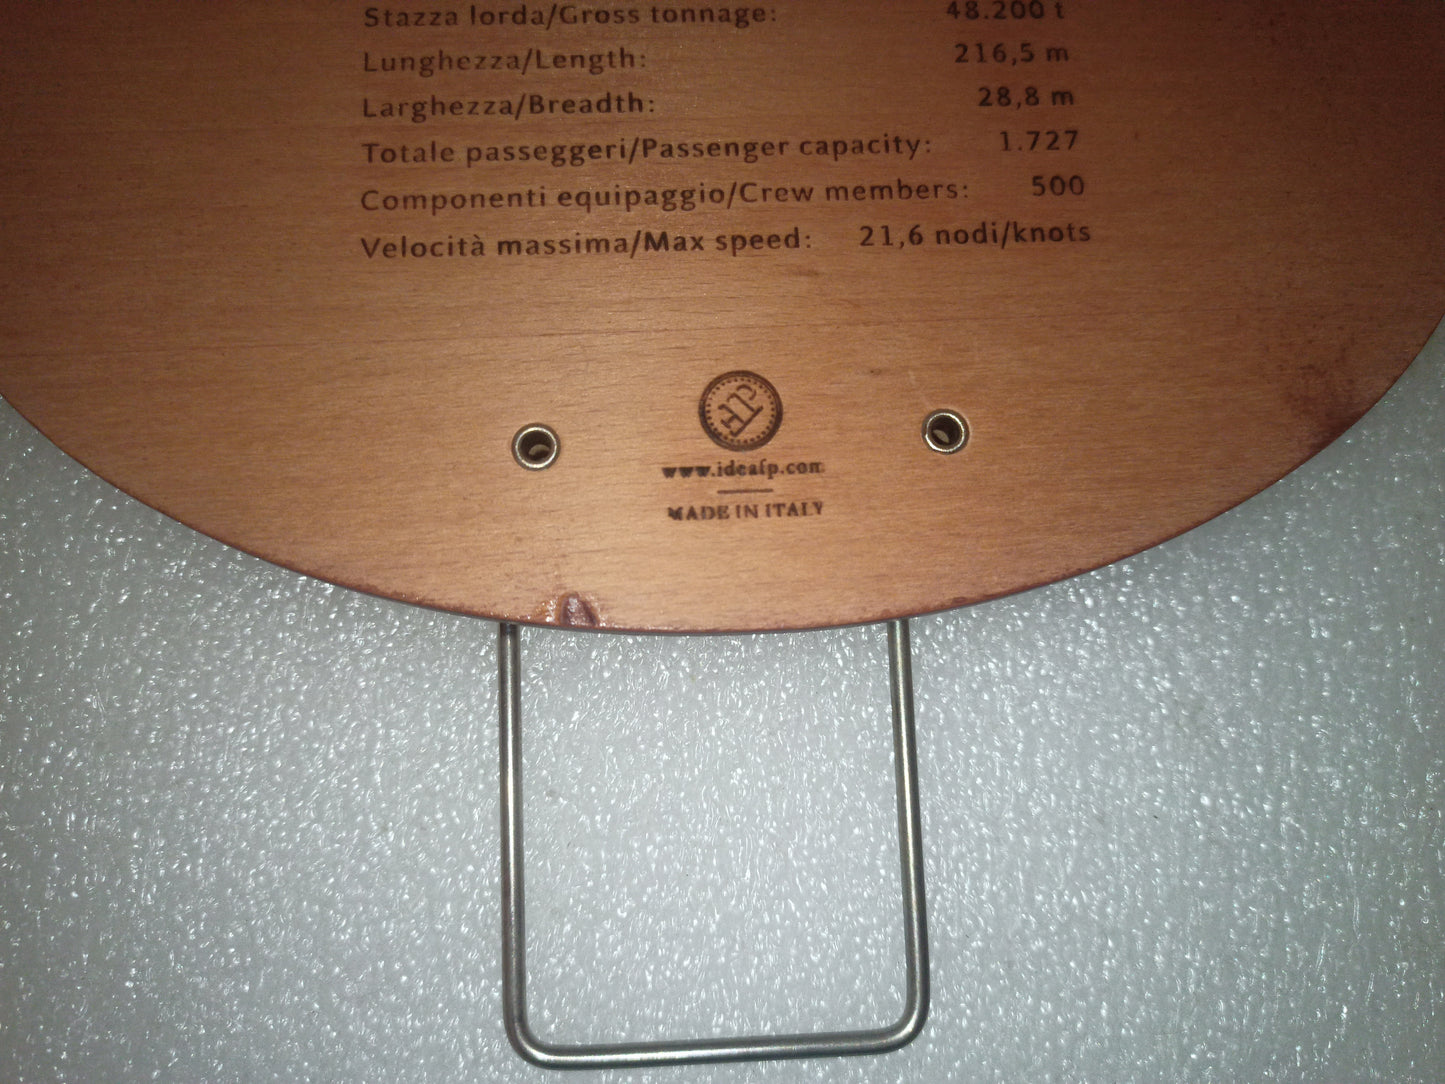 Stazza lorda/Gross tonnage: 48.200 t
Lunghezza/Length: 216,5 m
Larghezza/Breadth: 28,8 m
Totale passeggeri/Passenger capacity: 1.727
Componenti equipaggio/Crew members: 500
Velocità massima/Max speed: 21,6 nodi/knots
www.ideafp.com
MADE IN ITALY